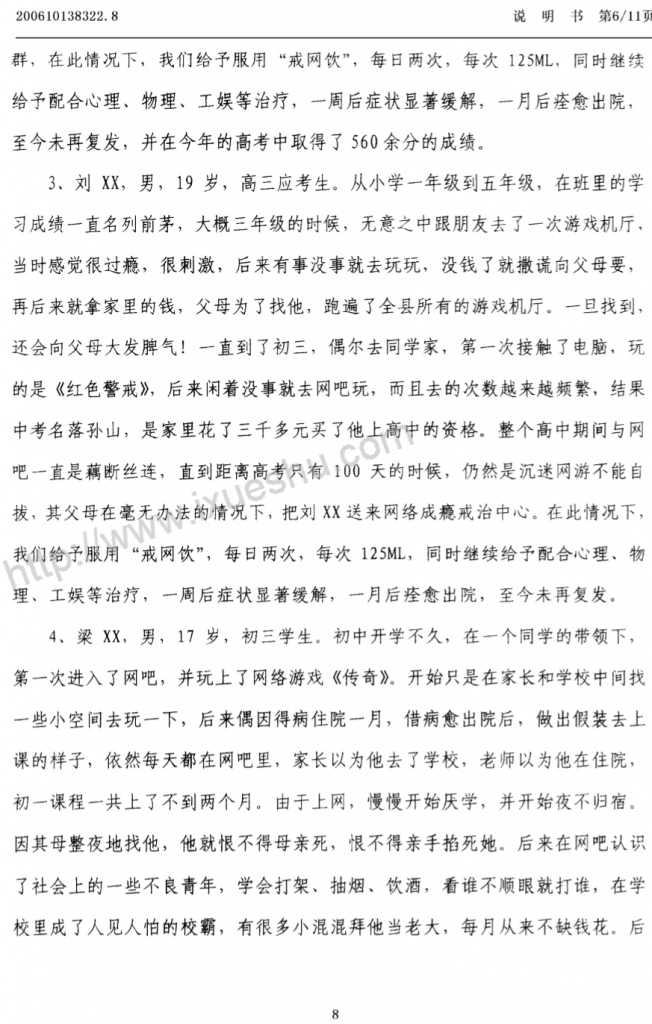 200610138322.8 说 明 书 第6/11页
群，在此情况下，我们给予服用“戒网饮”，每日两次，每次 125ML，同时继续
给予配合心理、物理、工娱等治疗，一周后症状显著缓解，一月后痊愈出院，
至今未再复发，并在今年的高考中取得了 560 余分的成绩。
3、刘 XX，男，19 岁，高三应考生。从小学一年级到五年级，在班里的学
习成绩一直名列前茅，大概三年级的时候，无意之中跟朋友去了一次游戏机厅，
当时感觉很过瘾，很刺激，后来有事没事就去玩玩，没钱了就撒谎向父母要，
再后来就拿家里的钱，父母为了找他，跑遍了全县所有的游戏机厅。一旦找到，
还会向父母大发脾气！一直到了初三，偶尔去同学家，第一次接触了电脑，玩
的是《红色警戒》，后来闲着没事就去网吧玩，而且去的次数越来越频繁，结果
中考名落孙山，是家里花了三千多元买了他上高中的资格。整个高中期间与网
吧一直是藕断丝连，直到距离高考只有 100 天的时候，仍然是沉迷网游不能自
拔，其父母在毫无办法的情况下，把刘 XX 送来网络成瘾戒治中心。在此情况下，
我们给予服用“戒网饮”，每日两次，每次 125ML，同时继续给予配合心理、物
理、工娱等治疗，一周后症状显著缓解，一月后痊愈出院，至今未再复发。
4、梁 XX，男，17 岁，初三学生。初中开学不久，在一个同学的带领下，
第一次进入了网吧，并玩上了网络游戏《传奇》。开始只是在家长和学校中间找
一些小空间去玩一下，后来偶因得病住院一月，借病愈出院后，做出假装去上
课的样子，依然每天都在网吧里，家长以为他去了学校，老师以为他在住院，
初一课程一共上了不到两个月。由于上网，慢慢开始厌学，并开始夜不归宿。
因其母整夜地找他，他就恨不得母亲死，恨不得亲手掐死她。后来在网吧认识
了社会上的一些不良青年，学会打架、抽烟、饮酒，看谁不顺眼就打谁，在学
校里成了人见人怕的校霸，有很多小混混拜他当老大，每月从来不缺钱花。后
http://www.ixueshu.com
8